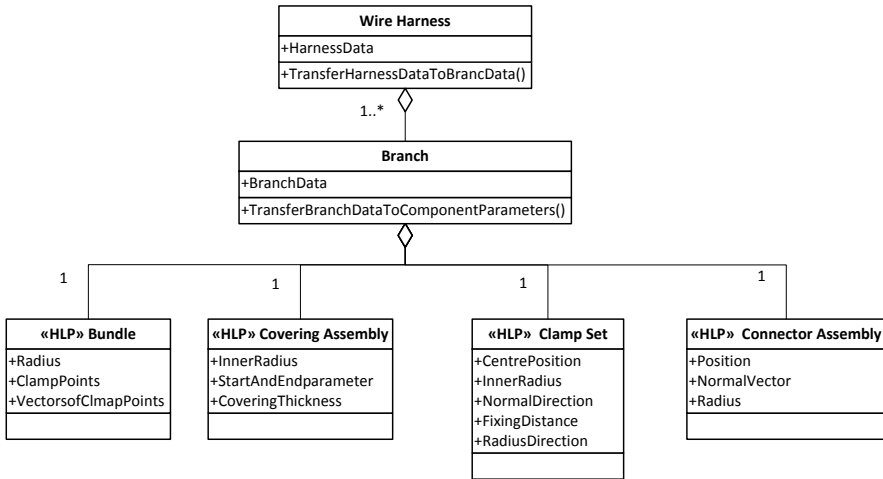 Wire Harness
+HarnessData
+TransferHarnessDataToBrancData()
1..*
Branch
+BranchData
+TransferBranchDataToComponentParameters()
1
1
1
1
«HLP» Bundle
+Radius
+ClampPoints
+VectorsofClmapPoints
«HLP» Covering Assembly
+InnerRadius
+StartAndEndparameter
+CoveringThickness
«HLP» Clamp Set
+CentrePosition
+InnerRadius
+NormalDirection
+FixingDistance
+RadiusDirection
«HLP» Connector Assembly
+Position
+NormalVector
+Radius